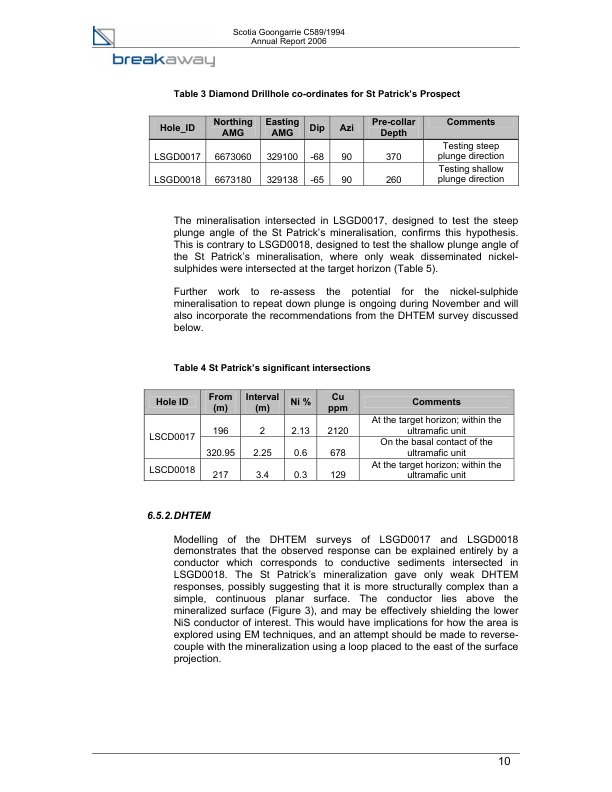 Scotia Goongarrie C589/1994
Annual Report 2006
breakaway
Table 3 Diamond Drillhole co-ordinates for St Patrick's Prospect
Hole_ID Northing AMG Easting AMG Dip Azi Pre-collar Depth Comments
LSGD0017 6673060 329100 -68 90 370 Testing steep plunge direction
LSGD0018 6673180 329138 -65 90 260 Testing shallow plunge direction
The mineralisation intersected in LSGD0017, designed to test the steep
plunge angle of the St Patrick's mineralisation, confirms this hypothesis.
This is contrary to LSGD0018, designed to test the shallow plunge angle of
the St Patrick's mineralisation, where only weak disseminated nickel-
sulphides were intersected at the target horizon (Table 5).
Further work to re-assess the potential for the nickel-sulphide
mineralisation to repeat down plunge is ongoing during November and will
also incorporate the recommendations from the DHTEM survey discussed
below.
Table 4 St Patrick's significant intersections
Hole ID From (m) Interval (m) Ni % Cu ppm Comments
LSCD0017 196 2 2.13 2120 At the target horizon; within the ultramafic unit
320.95 2.25 0.6 678 On the basal contact of the ultramafic unit
LSCD0018 217 3.4 0.3 129 At the target horizon; within the ultramafic unit
6.5.2. DHTEM
Modelling of the DHTEM surveys of LSGD0017 and LSGD0018
demonstrates that the observed response can be explained entirely by a
conductor which corresponds to conductive sediments intersected in
LSGD0018. The St Patrick's mineralization gave only weak DHTEM
responses, possibly suggesting that it is more structurally complex than a
simple, continuous planar surface. The conductor lies above the
mineralized surface (Figure 3), and may be effectively shielding the lower
NiS conductor of interest. This would have implications for how the area is
explored using EM techniques, and an attempt should be made to reverse-
couple with the mineralization using a loop placed to the east of the surface
projection.
10